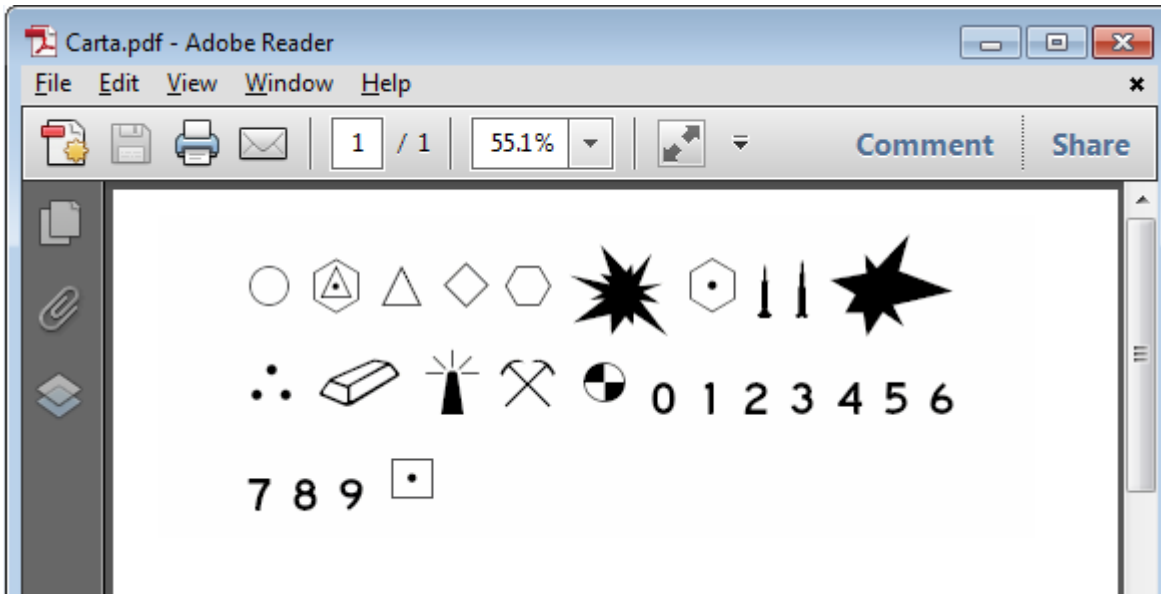 Carta.pdf - Adobe Reader
File Edit View Window Help
1 / 1 55.1% Comment Share
0 1 2 3 4 5 6
7 8 9